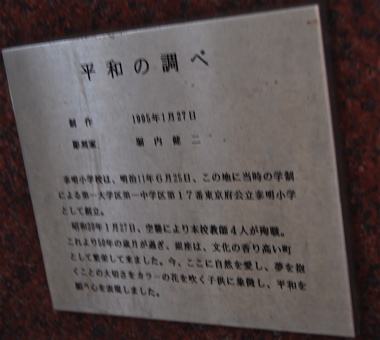 平和の調べ
制作 1995年1月27日
彫刻家 堀内健二
泰明小学校は、明治11年6月25日、この地に当時の学制
による第一大学区第一中学区第17番東京府公立泰明小学
として創立。
昭和20年1月27日、空襲により本校教師4人が殉職。
これより50年の歳月が過ぎ、銀座は、文化の香り高い町
として繁栄して来ました。今、ここに自然を愛し、夢を抱
くことの大切さをカラーの花を吹く子供に象徴し、平和を
願う心を表現しました。